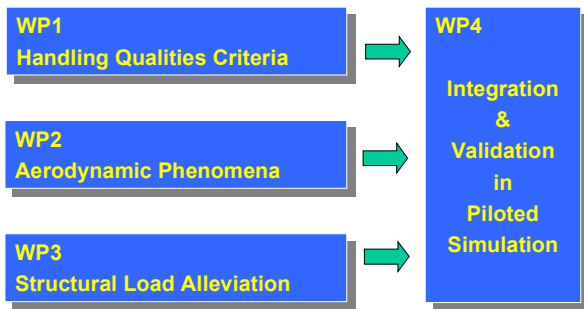 WP1
Handling Qualities Criteria
WP2
Aerodynamic Phenomena
WP3
Structural Load Alleviation
WP4
Integration
&
Validation
in
Piloted
Simulation